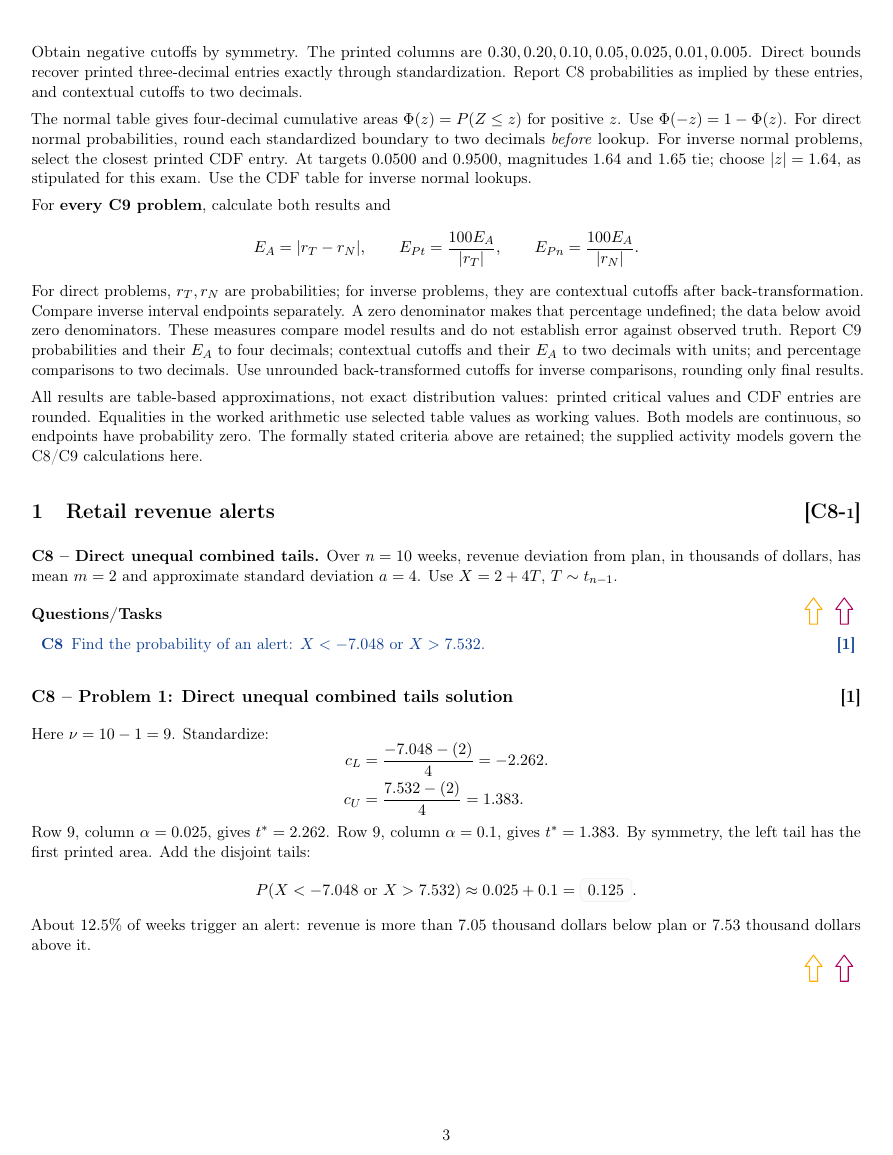 Obtain negative cutoffs by symmetry. The printed columns are 0.30, 0.20, 0.10, 0.05, 0.025, 0.01, 0.005. Direct bounds
recover printed three-decimal entries exactly through standardization. Report C8 probabilities as implied by these entries,
and contextual cutoffs to two decimals.
The normal table gives four-decimal cumulative areas Φ(z) = P(Z ≤ z) for positive z. Use Φ(−z) = 1 − Φ(z). For direct
normal probabilities, round each standardized boundary to two decimals before lookup. For inverse normal problems,
select the closest printed CDF entry. At targets 0.0500 and 0.9500, magnitudes 1.64 and 1.65 tie; choose |z| = 1.64, as
stipulated for this exam. Use the CDF table for inverse normal lookups.
For every C9 problem, calculate both results and
E_A = |r_T − r_N|, E_{Pt} = 100E_A / |r_T|, E_{Pn} = 100E_A / |r_N|.
For direct problems, r_T, r_N are probabilities; for inverse problems, they are contextual cutoffs after back-transformation.
Compare inverse interval endpoints separately. A zero denominator makes that percentage undefined; the data below avoid
zero denominators. These measures compare model results and do not establish error against observed truth. Report C9
probabilities and their E_A to four decimals; contextual cutoffs and their E_A to two decimals with units; and percentage
comparisons to two decimals. Use unrounded back-transformed cutoffs for inverse comparisons, rounding only final results.
All results are table-based approximations, not exact distribution values: printed critical values and CDF entries are
rounded. Equalities in the worked arithmetic use selected table values as working values. Both models are continuous, so
endpoints have probability zero. The formally stated criteria above are retained; the supplied activity models govern the
C8/C9 calculations here.
1 Retail revenue alerts [C8-1]
C8 – Direct unequal combined tails. Over n = 10 weeks, revenue deviation from plan, in thousands of dollars, has
mean m = 2 and approximate standard deviation a = 4. Use X = 2 + 4T, T ∼ t_{n−1}.
Questions/Tasks
C8 Find the probability of an alert: X < −7.048 or X > 7.532. [1]
C8 – Problem 1: Direct unequal combined tails solution [1]
Here ν = 10 − 1 = 9. Standardize:
c_L = (−7.048 − (2)) / 4 = −2.262.
c_U = (7.532 − (2)) / 4 = 1.383.
Row 9, column α = 0.025, gives t* = 2.262. Row 9, column α = 0.1, gives t* = 1.383. By symmetry, the left tail has the
first printed area. Add the disjoint tails:
P(X < −7.048 or X > 7.532) ≈ 0.025 + 0.1 = 0.125.
About 12.5% of weeks trigger an alert: revenue is more than 7.05 thousand dollars below plan or 7.53 thousand dollars
above it.
3